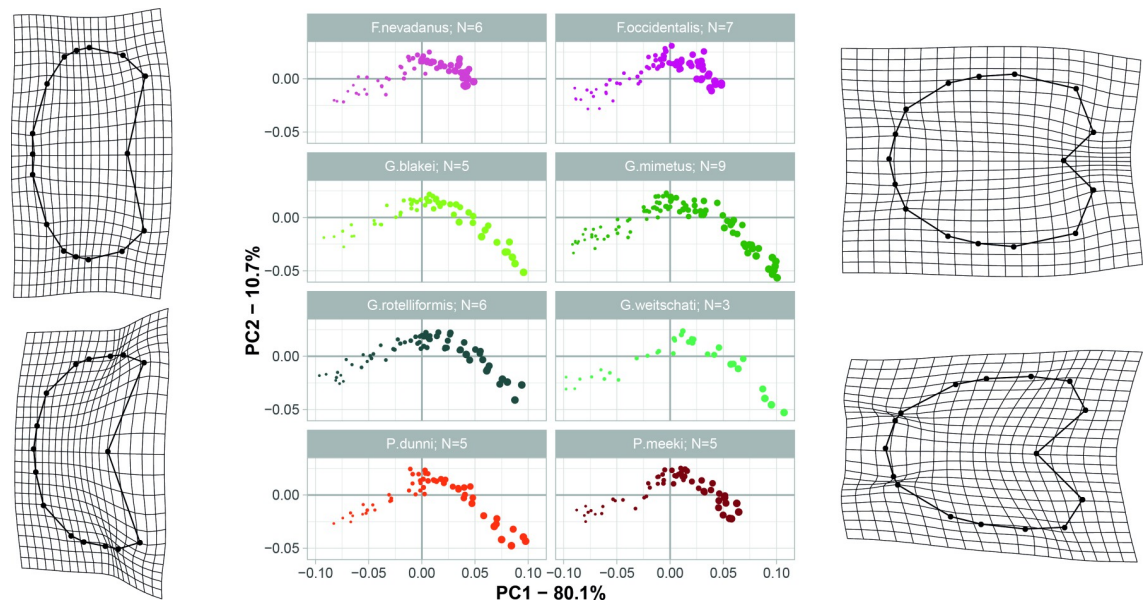 F.nevadanus; N=6
F.occidentalis; N=7
0.00
−0.05
G.blakei; N=5
G.mimetus; N=9
0.00
−0.05
G.rotelliformis; N=6
G.weitschati; N=3
0.00
−0.05
P.dunni; N=5
P.meeki; N=5
0.00
−0.05
−0.10 −0.05 0.00 0.05 0.10 −0.10 −0.05 0.00 0.05 0.10
PC1 − 80.1%
PC2 − 10.7%